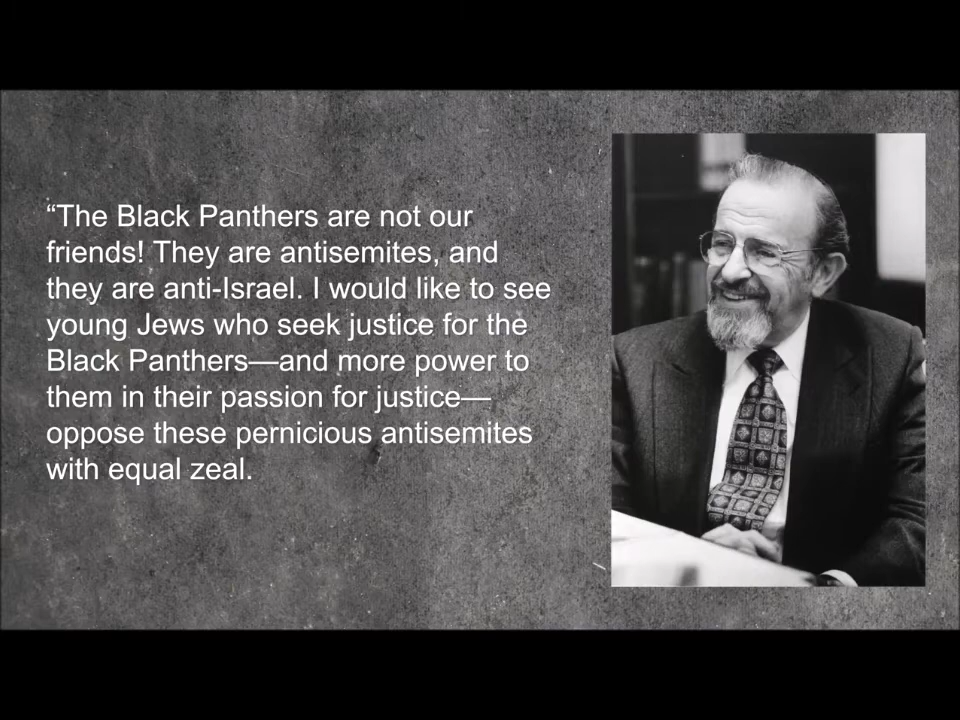 “The Black Panthers are not our
friends! They are antisemites, and
they are anti-Israel. I would like to see
young Jews who seek justice for the
Black Panthers—and more power to
them in their passion for justice—
oppose these pernicious antisemites
with equal zeal.